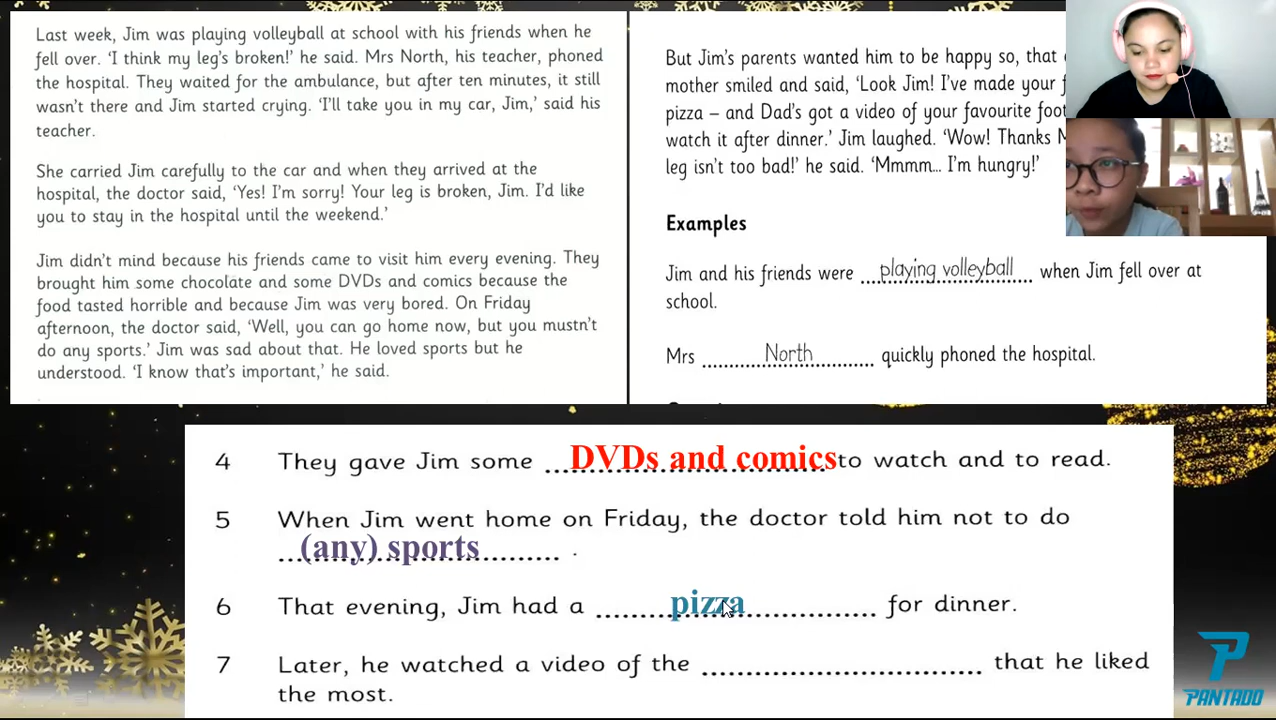 Last week, Jim was playing volleyball at school with his friends when he
fell over. ‘I think my leg's broken!’ he said. Mrs North, his teacher, phoned
the hospital. They waited for the ambulance, but after ten minutes, it still
wasn't there and Jim started crying. ‘I'll take you in my car, Jim,’ said his
teacher.
She carried Jim carefully to the car and when they arrived at the
hospital, the doctor said, ‘Yes! I'm sorry! Your leg is broken, Jim. I'd like
you to stay in the hospital until the weekend.’
Jim didn't mind because his friends came to visit him every evening. They
brought him some chocolate and some DVDs and comics because the
food tasted horrible and because Jim was very bored. On Friday
afternoon, the doctor said, ‘Well, you can go home now, but you mustn't
do any sports.’ Jim was sad about that. He loved sports but he
understood. ‘I know that's important,’ he said.
But Jim's parents wanted him to be happy so, that
mother smiled and said, ‘Look Jim! I've made your
pizza – and Dad's got a video of your favourite
watch it after dinner.’ Jim laughed. ‘Wow! Thanks
leg isn't too bad!’ he said. ‘Mmmm... I'm hungry!’
Examples
Jim and his friends were playing volleyball when Jim fell over at
school.
Mrs North quickly phoned the hospital.
4 They gave Jim some DVDs and comics to watch and to read.
5 When Jim went home on Friday, the doctor told him not to do
(any) sports .
6 That evening, Jim had a pizza for dinner.
7 Later, he watched a video of the ........ that he liked
the most.
PANTADO